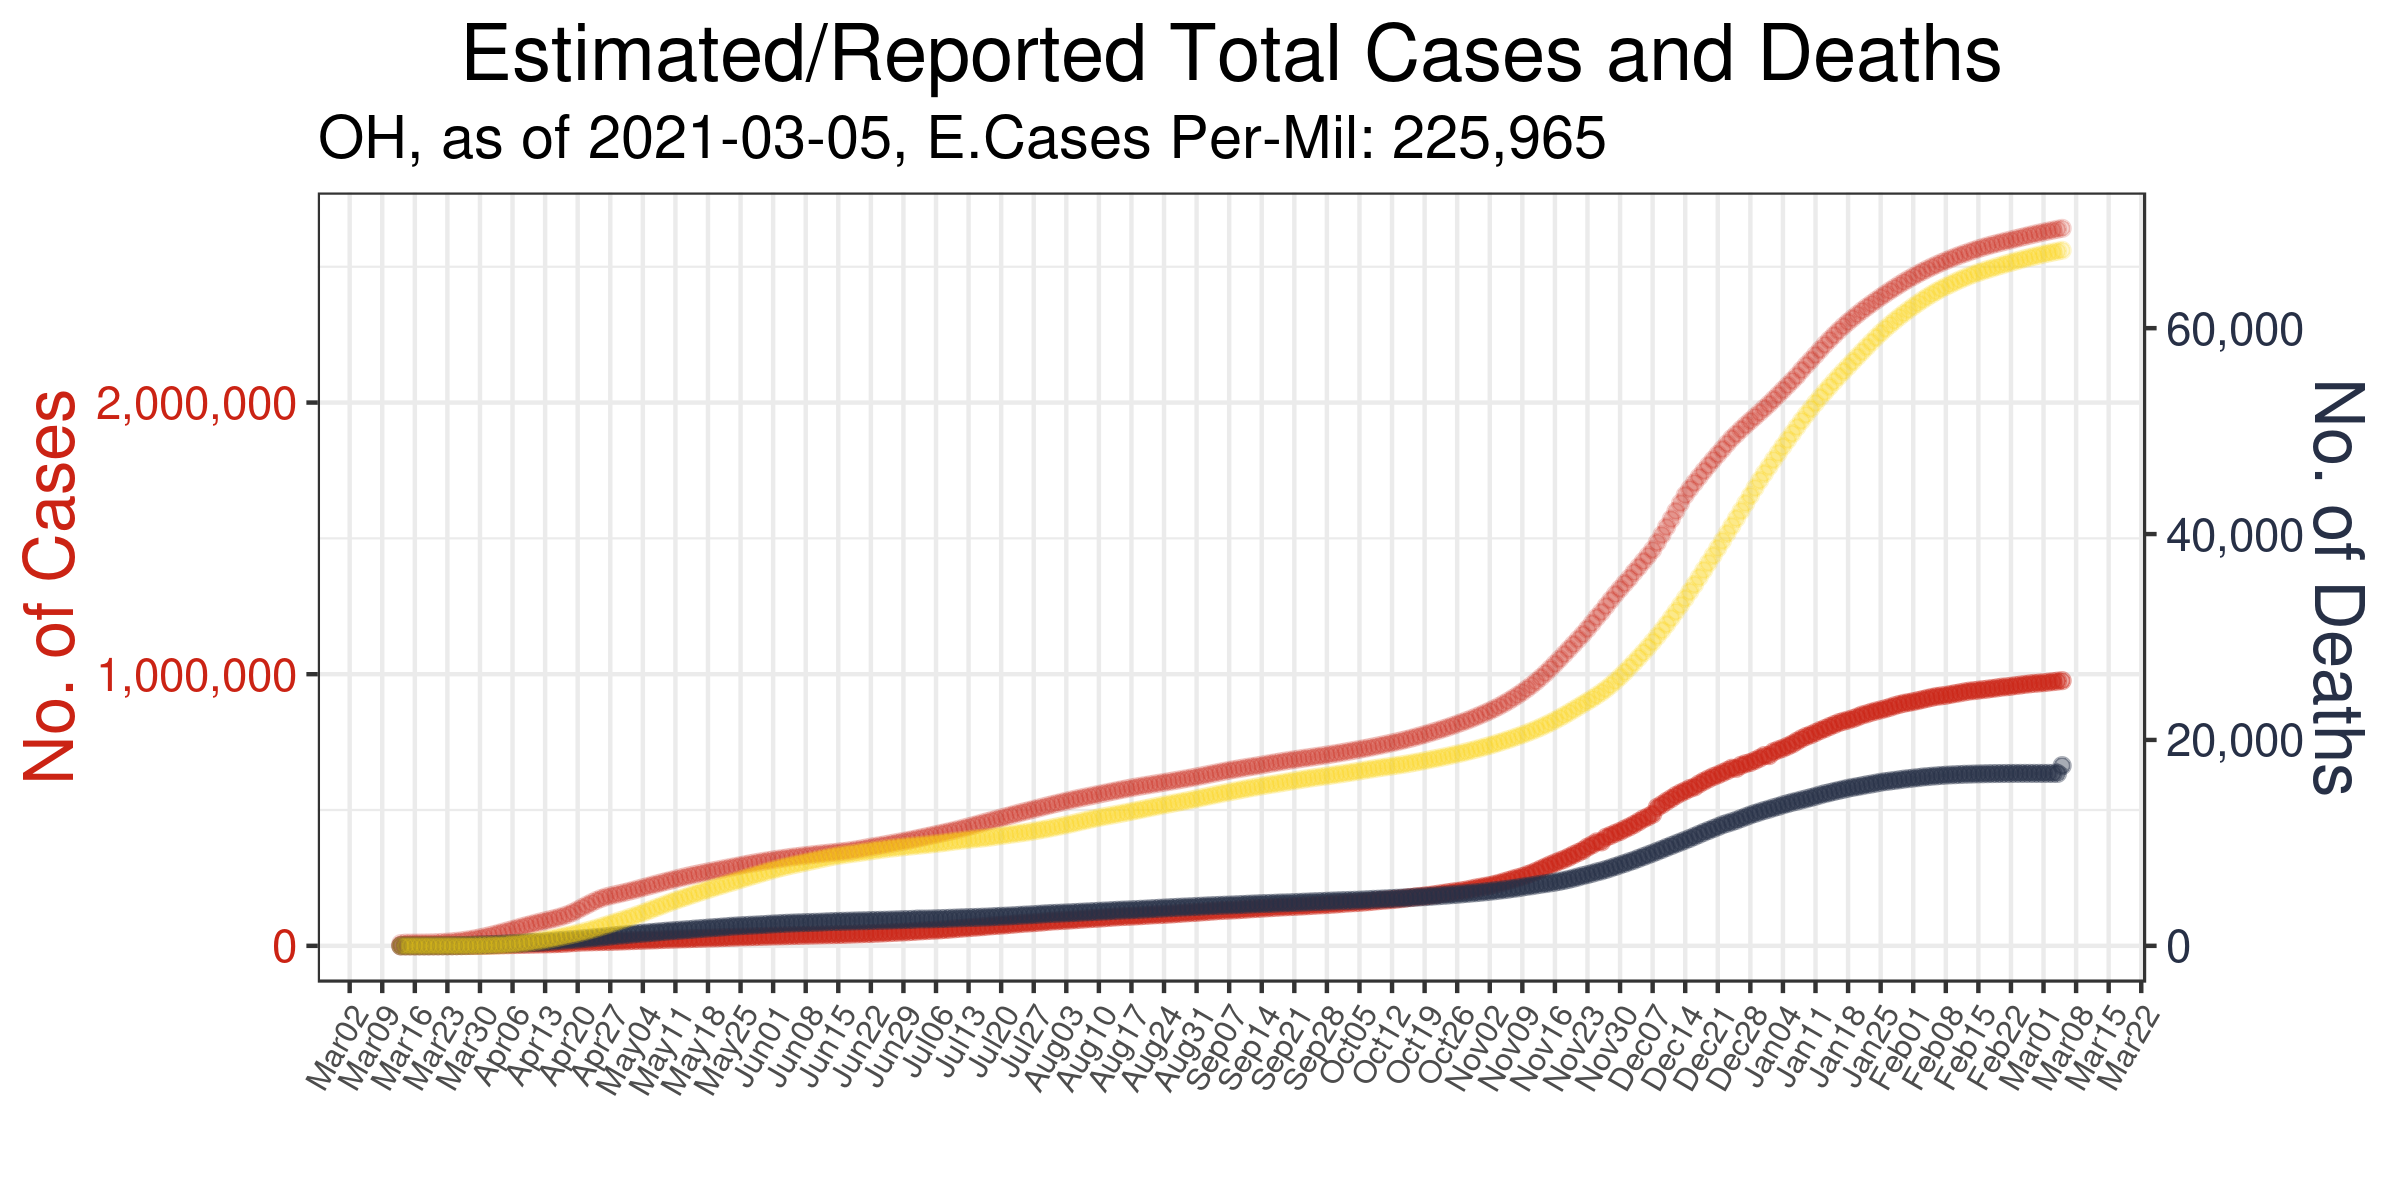 Estimated/Reported Total Cases and Deaths
OH, as of 2021-03-05, E.Cases Per-Mil: 225,965
No. of Cases
2,000,000
1,000,000
0
60,000
40,000
20,000
0
No. of Deaths
Mar02
Mar09
Mar16
Mar23
Mar30
Apr06
Apr13
Apr20
Apr27
May04
May11
May18
May25
Jun01
Jun08
Jun15
Jun22
Jun29
Jul06
Jul13
Jul20
Jul27
Aug03
Aug10
Aug17
Aug24
Aug31
Sep07
Sep14
Sep21
Sep28
Oct05
Oct12
Oct19
Oct26
Nov02
Nov09
Nov16
Nov23
Nov30
Dec07
Dec14
Dec21
Dec28
Jan04
Jan11
Jan18
Jan25
Feb01
Feb08
Feb15
Feb22
Mar01
Mar08
Mar15
Mar22